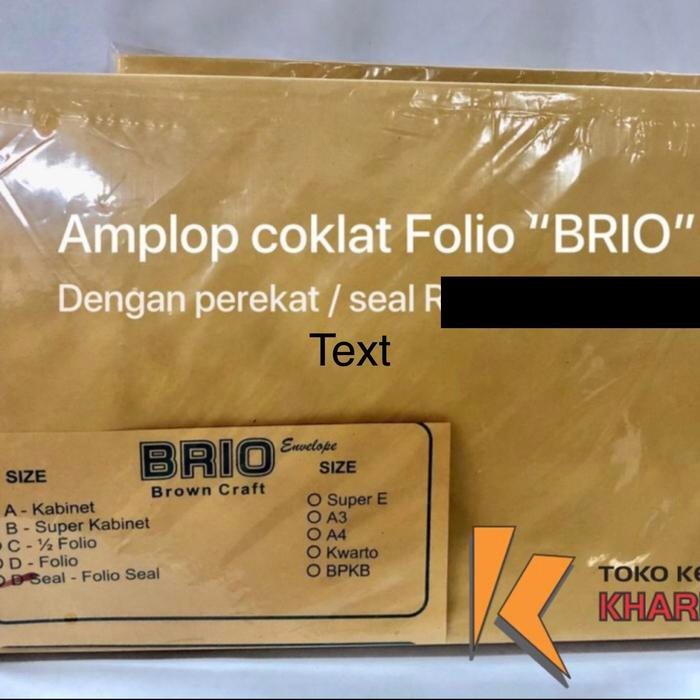 Amplop coklat Folio "BRIO"
Dengan perekat / seal R
Text
BRIO Envelope
Brown Craft
SIZE
A - Kabinet
B - Super Kabinet
C - ½ Folio
D - Folio
D Seal - Folio Seal
SIZE
Super E
A3
A4
Kwarto
BPKB
TOKO